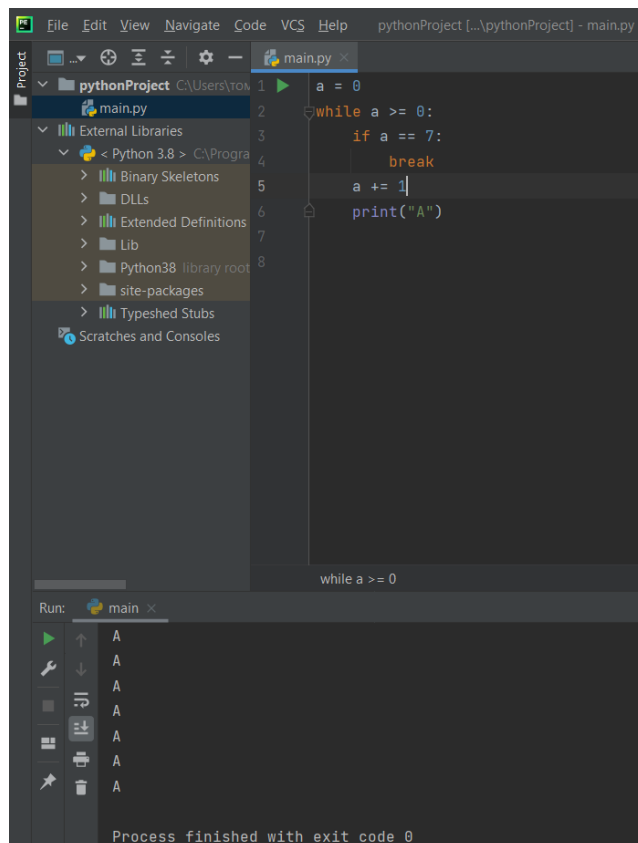 PE File Edit View Navigate Code VCS Help pythonProject [...\pythonProject] - main.py
Project
main.py
pythonProject C:\Users\том
main.py
External Libraries
< Python 3.8 > C:\Progra
Binary Skeletons
DLLs
Extended Definitions
Lib
Python38 library root
site-packages
Typeshed Stubs
Scratches and Consoles
1 a = 0
2 while a >= 0:
3 if a == 7:
4 break
5 a += 1
6 print("A")
7
8
while a >= 0
Run: main
A
A
A
A
A
A
A
Process finished with exit code 0